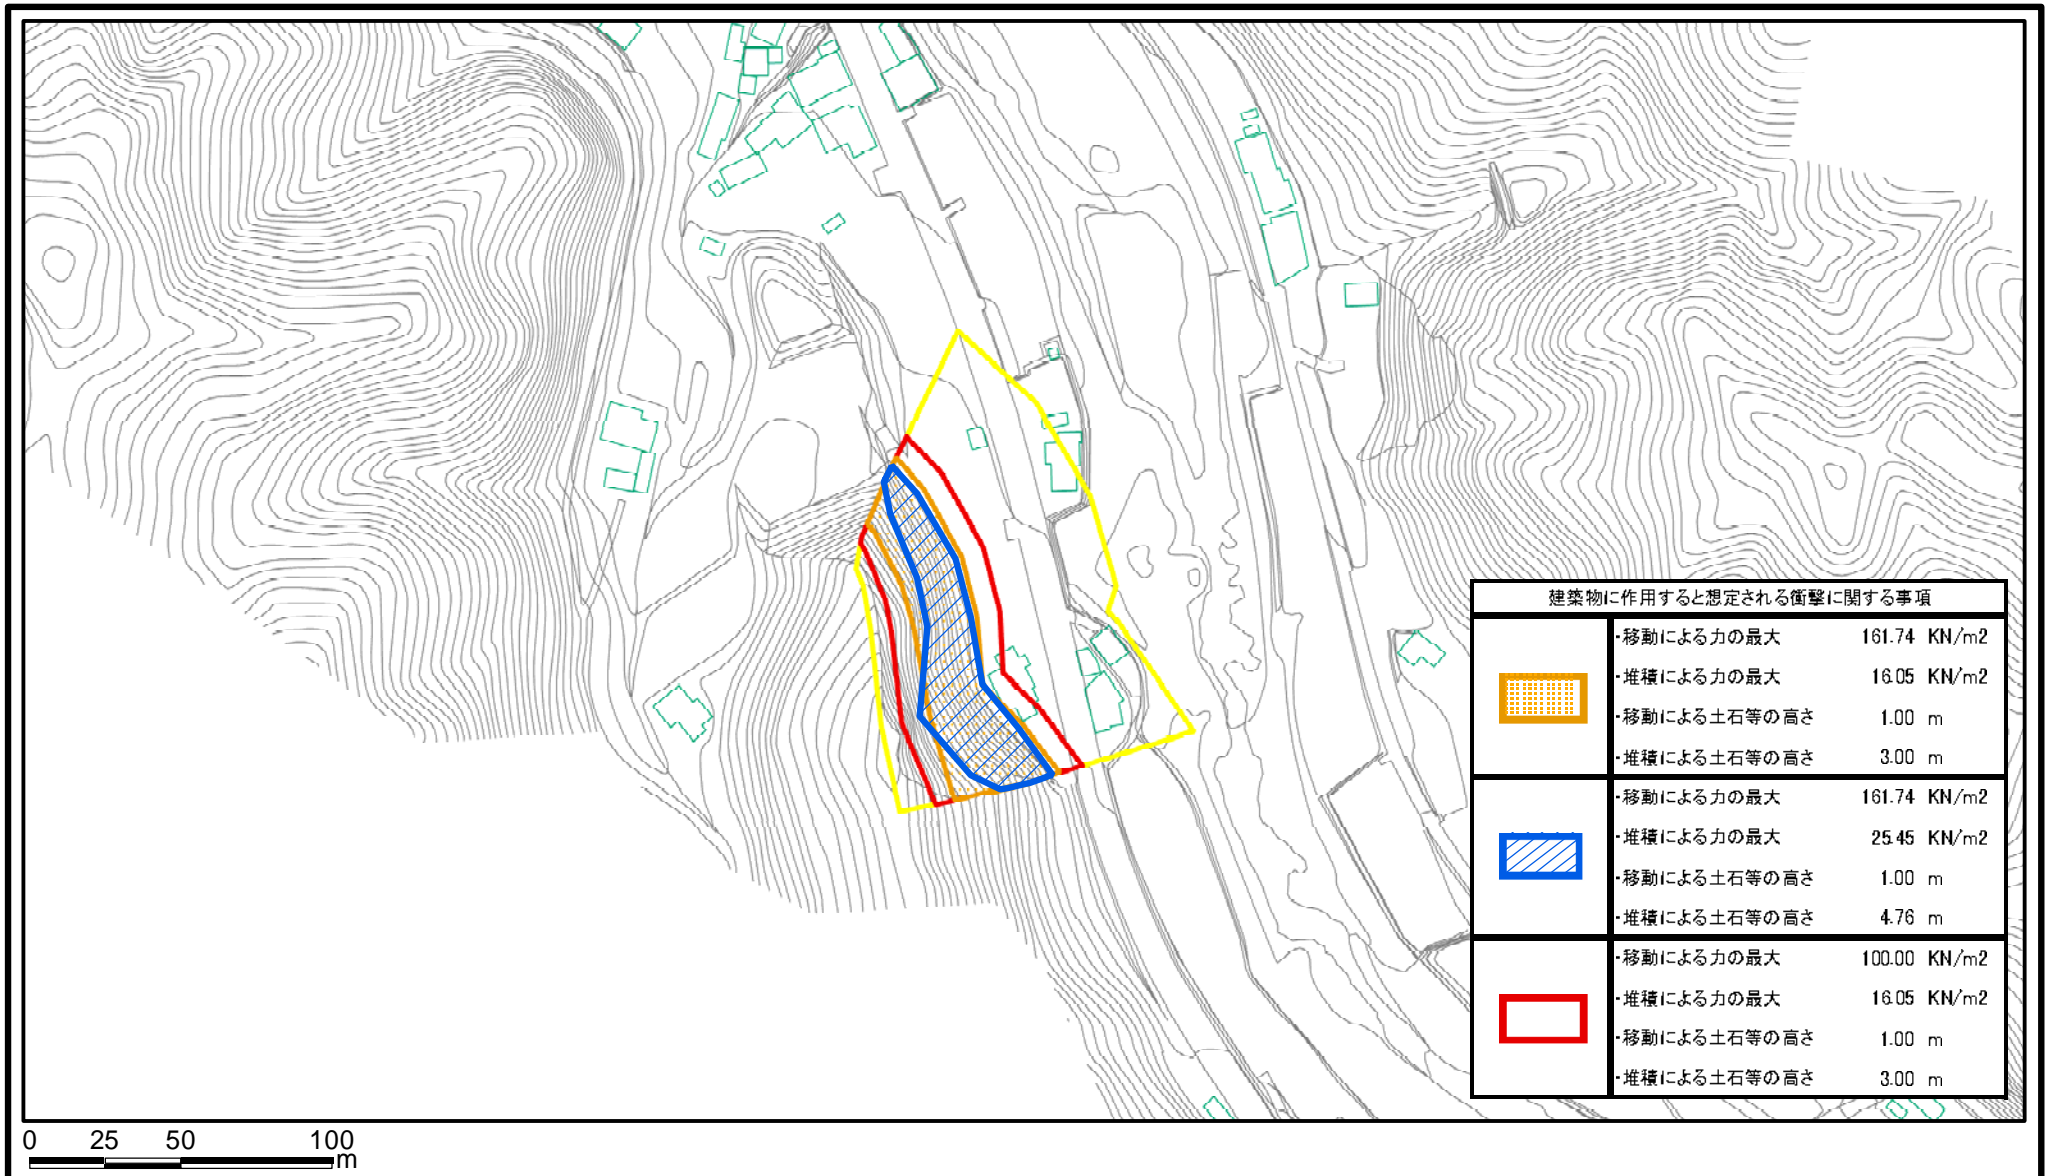 建築物に作用すると想定される衝撃に関する事項
･移動による力の最大 161.74 KN/m2
･堆積による力の最大 16.05 KN/m2
･移動による土石等の高さ 1.00 m
･堆積による土石等の高さ 3.00 m
･移動による力の最大 161.74 KN/m2
･堆積による力の最大 25.45 KN/m2
･移動による土石等の高さ 1.00 m
･堆積による土石等の高さ 4.76 m
･移動による力の最大 100.00 KN/m2
･堆積による力の最大 16.05 KN/m2
･移動による土石等の高さ 1.00 m
･堆積による土石等の高さ 3.00 m
0 25 50 100
m